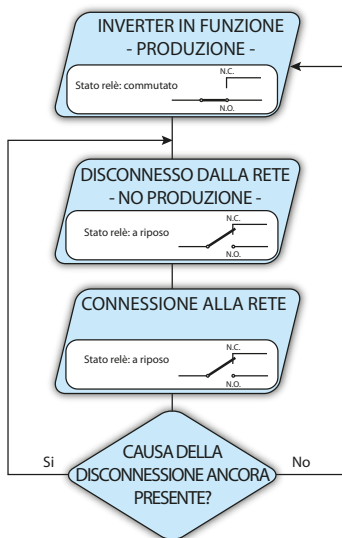 INVERTER IN FUNZIONE
- PRODUZIONE -
N.C.
Stato relè: commutato
N.O.
DISCONNESSO DALLA RETE
- NO PRODUZIONE -
N.C.
Stato relè: a riposo
N.O.
CONNESSIONE ALLA RETE
N.C.
Stato relè: a riposo
N.O.
CAUSA DELLA
Si
DISCONNESSIONE ANCORA
No
PRESENTE?